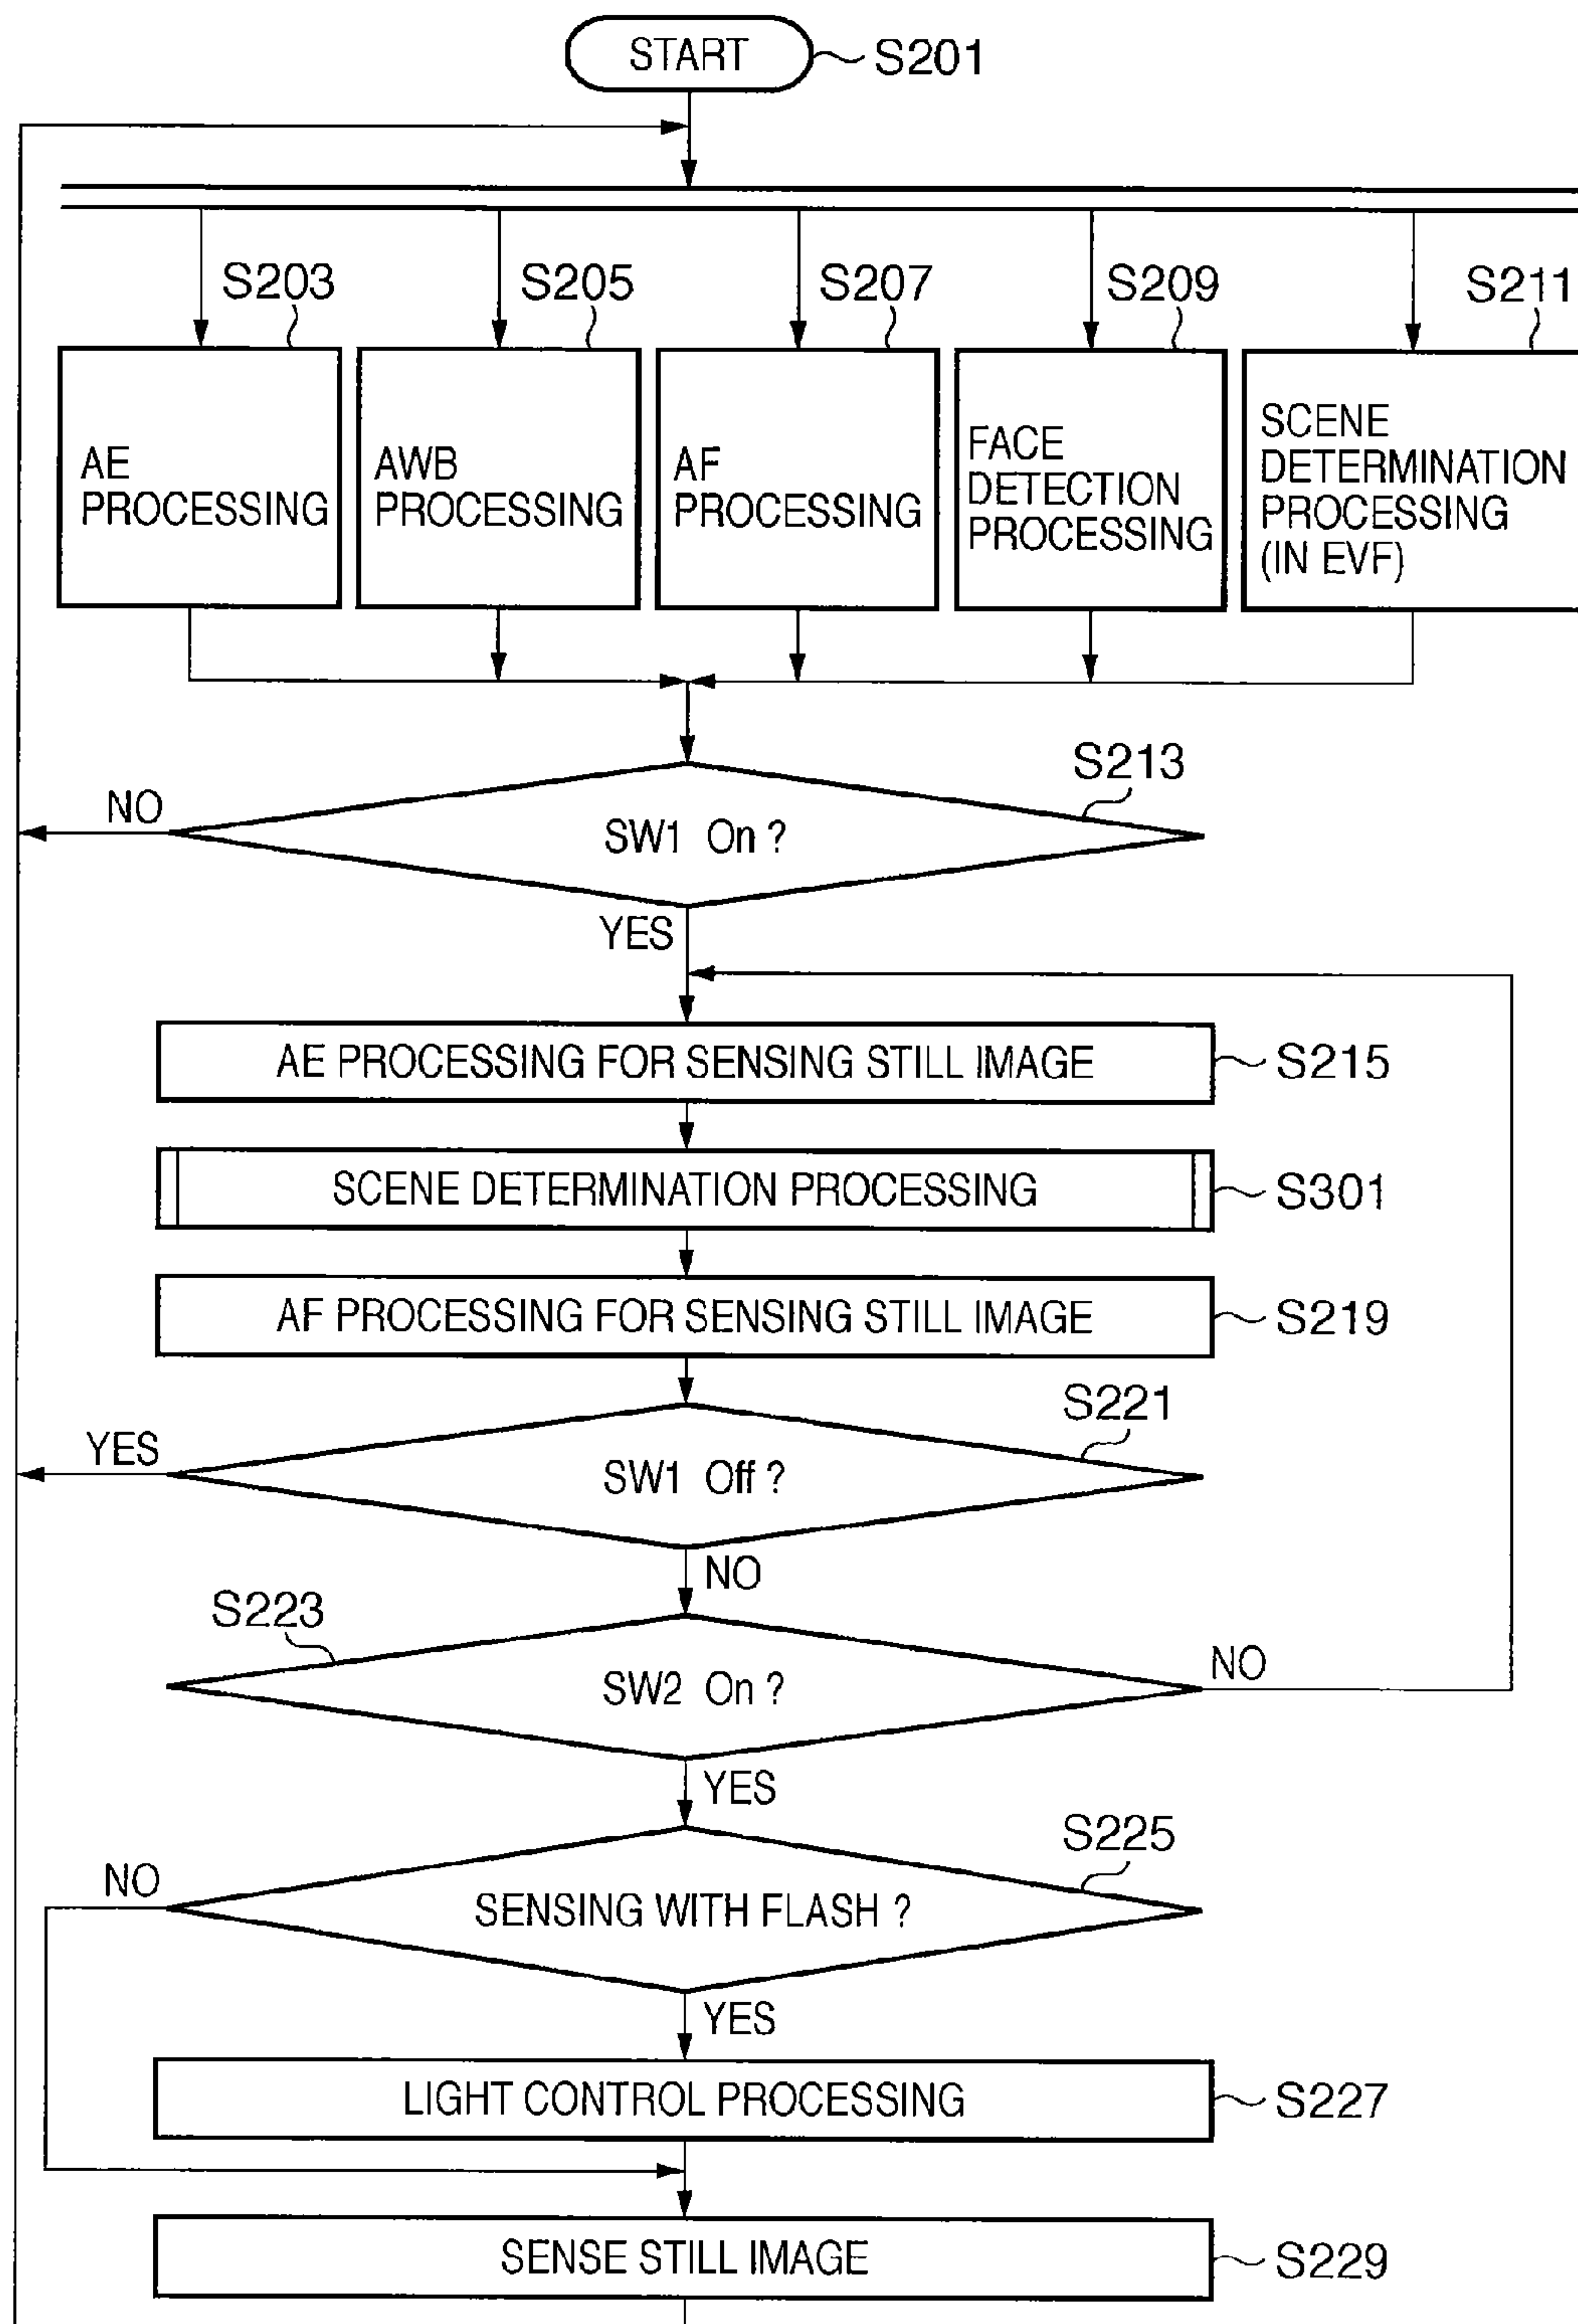 START
S201
S203
S205
S207
S209
S211
AE
PROCESSING
AWB
PROCESSING
AF
PROCESSING
FACE
DETECTION
PROCESSING
SCENE
DETERMINATION
PROCESSING
(IN EVF)
S213
NO
SW1 On ?
YES
AE PROCESSING FOR SENSING STILL IMAGE
S215
SCENE DETERMINATION PROCESSING
S301
AF PROCESSING FOR SENSING STILL IMAGE
S219
S221
YES
SW1 Off ?
NO
S223
SW2 On ?
NO
YES
S225
NO
SENSING WITH FLASH ?
YES
LIGHT CONTROL PROCESSING
S227
SENSE STILL IMAGE
S229